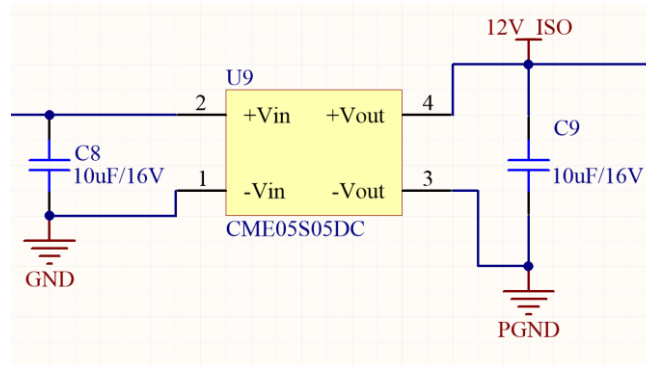 12V_ISO
U9
2
+Vin
+Vout
4
C8
10uF/16V
C9
10uF/16V
1
-Vin
-Vout
3
CME05S05DC
GND
PGND